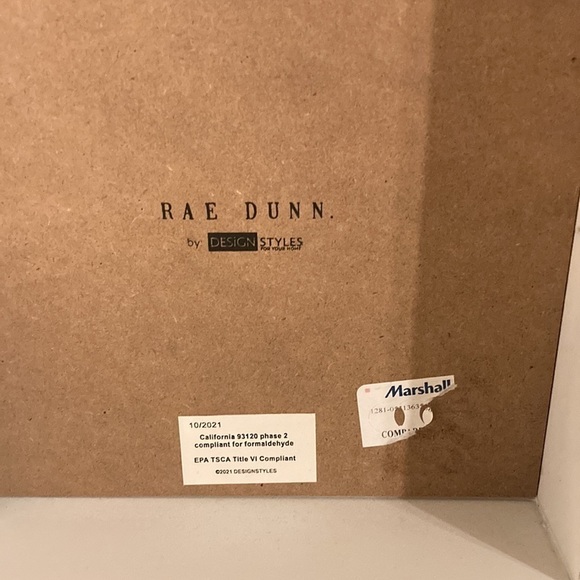 RAE DUNN.
by: DESIGN STYLES
FOR YOUR HOME
Marshall
10/2021
California 93120 phase 2
compliant for formaldehyde
EPA TSCA Title VI Compliant
©2021 DESIGNSTYLES